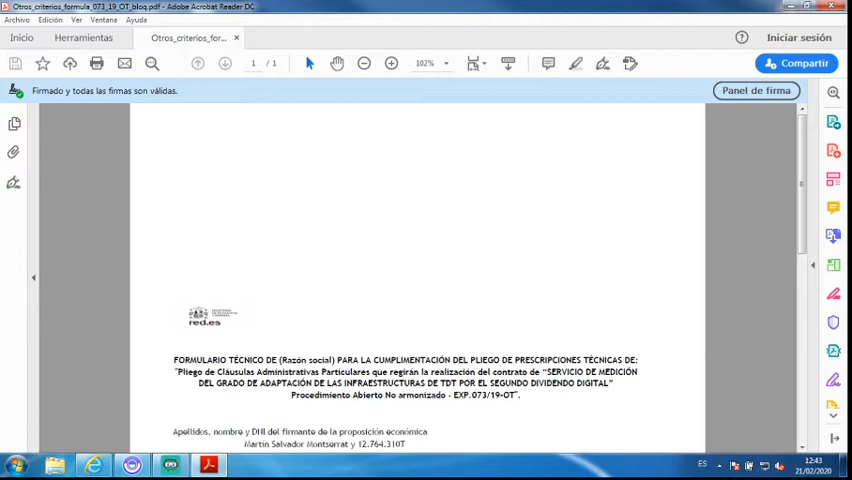 Otros_criterios_formula_073_19_OT_bloq.pdf - Adobe Acrobat Reader DC
Archivo Edición Ver Ventana Ayuda
Inicio Herramientas Otros_criterios_for... × Iniciar sesión
1 / 1 102% Compartir
Firmado y todas las firmas son válidas. Panel de firma
red.es
FORMULARIO TÉCNICO DE (Razón social) PARA LA CUMPLIMENTACIÓN DEL PLIEGO DE PRESCRIPCIONES TÉCNICAS DE:
"Pliego de Cláusulas Administrativas Particulares que regirán la realización del contrato de “SERVICIO DE MEDICIÓN
DEL GRADO DE ADAPTACIÓN DE LAS INFRAESTRUCTURAS DE TDT POR EL SEGUNDO DIVIDENDO DIGITAL”
Procedimiento Abierto No armonizado - EXP.073/19-OT".
Apellidos, nombre y DNI del firmante de la proposición económica
Martín Salvador Montserrat y 12.764.310T
ES 12:43
21/02/2020